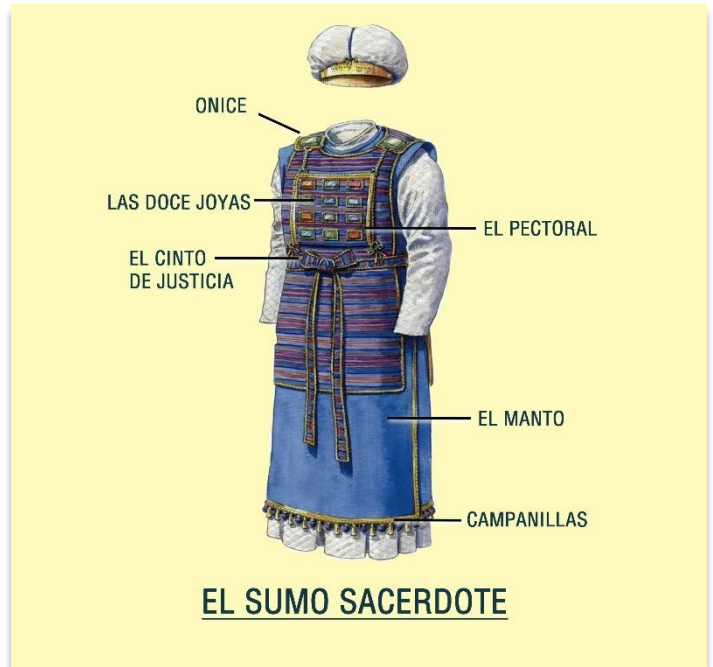 ONICE
LAS DOCE JOYAS
EL PECTORAL
EL CINTO
DE JUSTICIA
EL MANTO
CAMPANILLAS
EL SUMO SACERDOTE